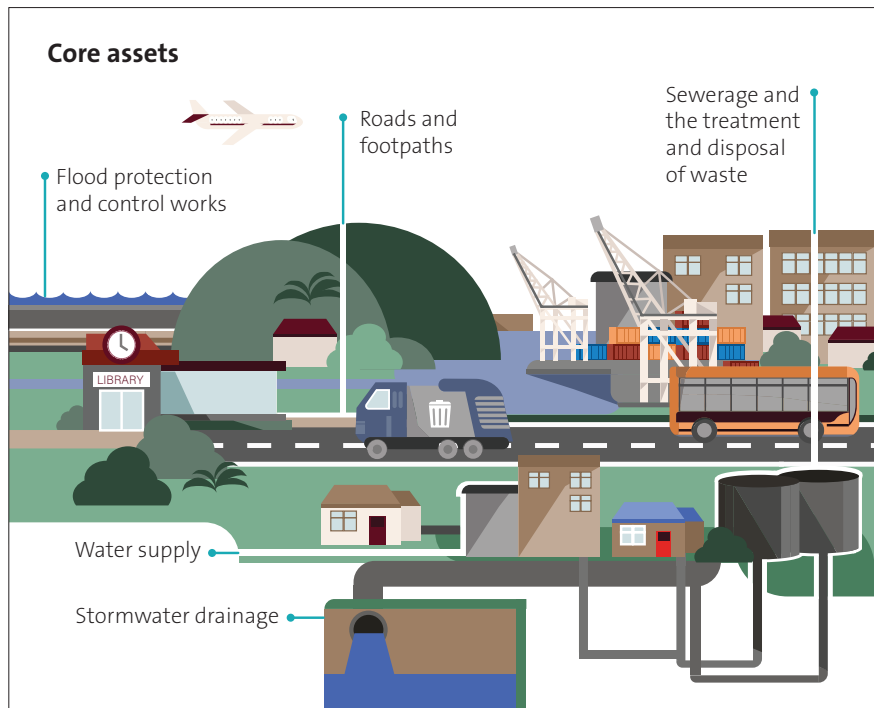 Core assets
Roads and
footpaths
Sewerage and
the treatment
and disposal
of waste
Flood protection
and control works
LIBRARY
Water supply
Stormwater drainage